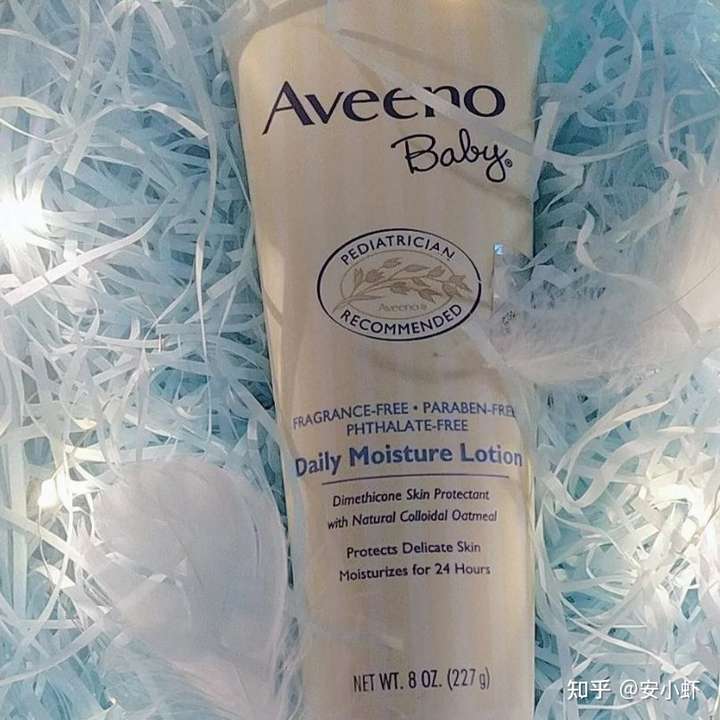 Aveeno
Baby®
PEDIATRICIAN
Aveeno®
RECOMMENDED
FRAGRANCE-FREE • PARABEN-FREE
PHTHALATE-FREE
Daily Moisture Lotion
Dimethicone Skin Protectant
with Natural Colloidal Oatmeal
Protects Delicate Skin
Moisturizes for 24 Hours
NET WT. 8 OZ. (227g)
知乎 @安小虾